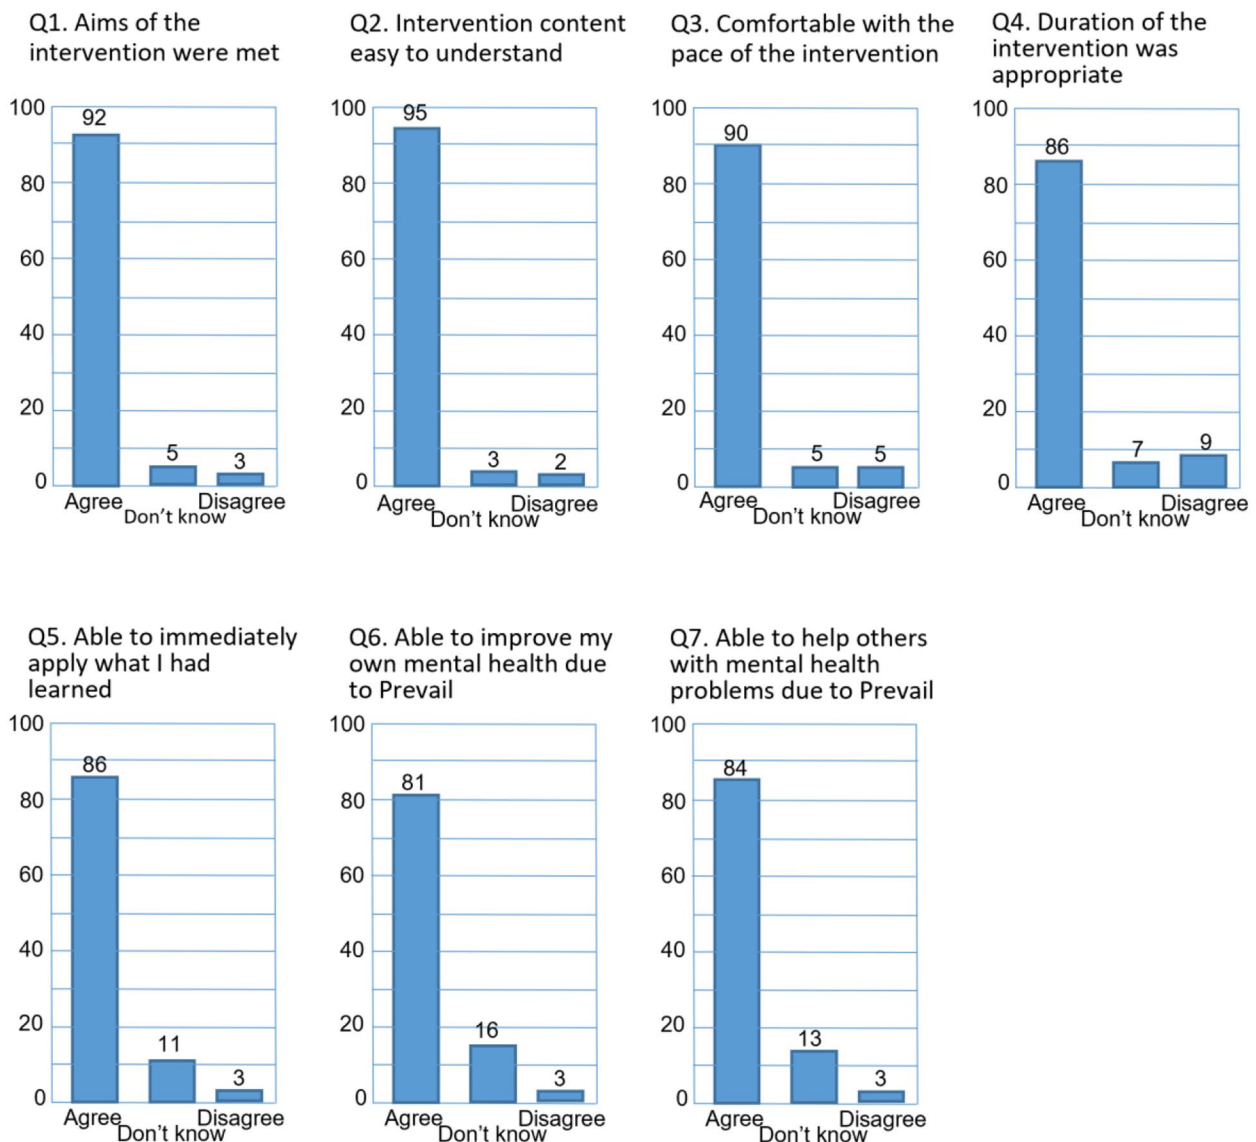 Q1. Aims of the
intervention were met
100
80
60
40
20
0
92
5
3
Agree
Don't know
Disagree
Q2. Intervention content
easy to understand
100
80
60
40
20
0
95
3
2
Agree
Don't know
Disagree
Q3. Comfortable with the
pace of the intervention
100
80
60
40
20
0
90
5
5
Agree
Don't know
Disagree
Q4. Duration of the
intervention was
appropriate
100
80
60
40
20
0
86
7
9
Agree
Don't know
Disagree
Q5. Able to immediately
apply what I had
learned
100
80
60
40
20
0
86
11
3
Agree
Don't know
Disagree
Q6. Able to improve my
own mental health due
to Prevail
100
80
60
40
20
0
81
16
3
Agree
Don't know
Disagree
Q7. Able to help others
with mental health
problems due to Prevail
100
80
60
40
20
0
84
13
3
Agree
Don't know
Disagree